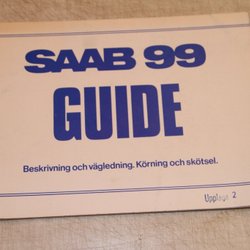 SAAB 99
GUIDE
Beskrivning och vägledning. Körning och skötsel.
Upplaga 2